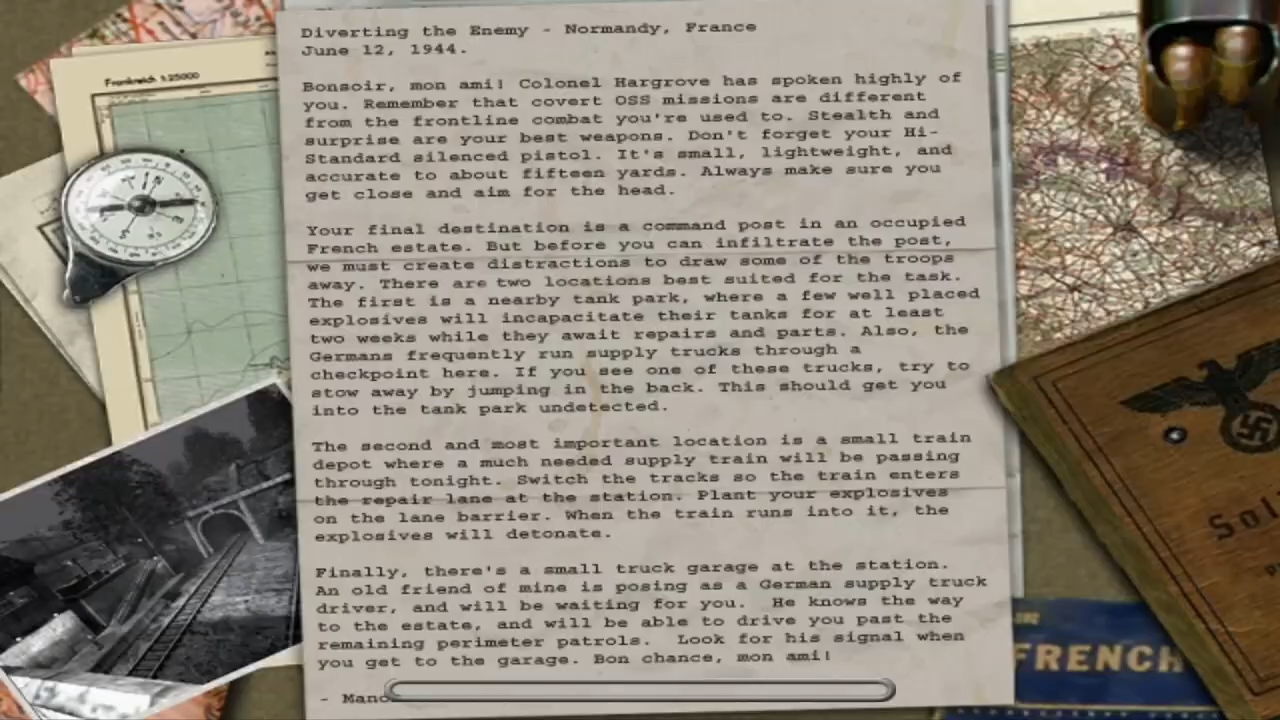 Diverting the Enemy - Normandy, France
June 12, 1944.
Bonsoir, mon ami! Colonel Hargrove has spoken highly of
you. Remember that covert OSS missions are different
from the frontline combat you're used to. Stealth and
surprise are your best weapons. Don't forget your Hi-
Standard silenced pistol. It's small, lightweight, and
accurate to about fifteen yards. Always make sure you
get close and aim for the head.
Your final destination is a command post in an occupied
French estate. But before you can infiltrate the post,
we must create distractions to draw some of the troops
away. There are two locations best suited for the task.
The first is a nearby tank park, where a few well placed
explosives will incapacitate their tanks for at least
two weeks while they await repairs and parts. Also, the
Germans frequently run supply trucks through a
checkpoint here. If you see one of these trucks, try to
stow away by jumping in the back. This should get you
into the tank park undetected.
The second and most important location is a small train
depot where a much needed supply train will be passing
through tonight. Switch the tracks so the train enters
the repair lane at the station. Plant your explosives
on the lane barrier. When the train runs into it, the
explosives will detonate.
Finally, there's a small truck garage at the station.
An old friend of mine is posing as a German supply truck
driver, and will be waiting for you. He knows the way
to the estate, and will be able to drive you past the
remaining perimeter patrols. Look for his signal when
you get to the garage. Bon chance, mon ami!
- Mano
Frankreich 1:25000
Sol
FRENCH